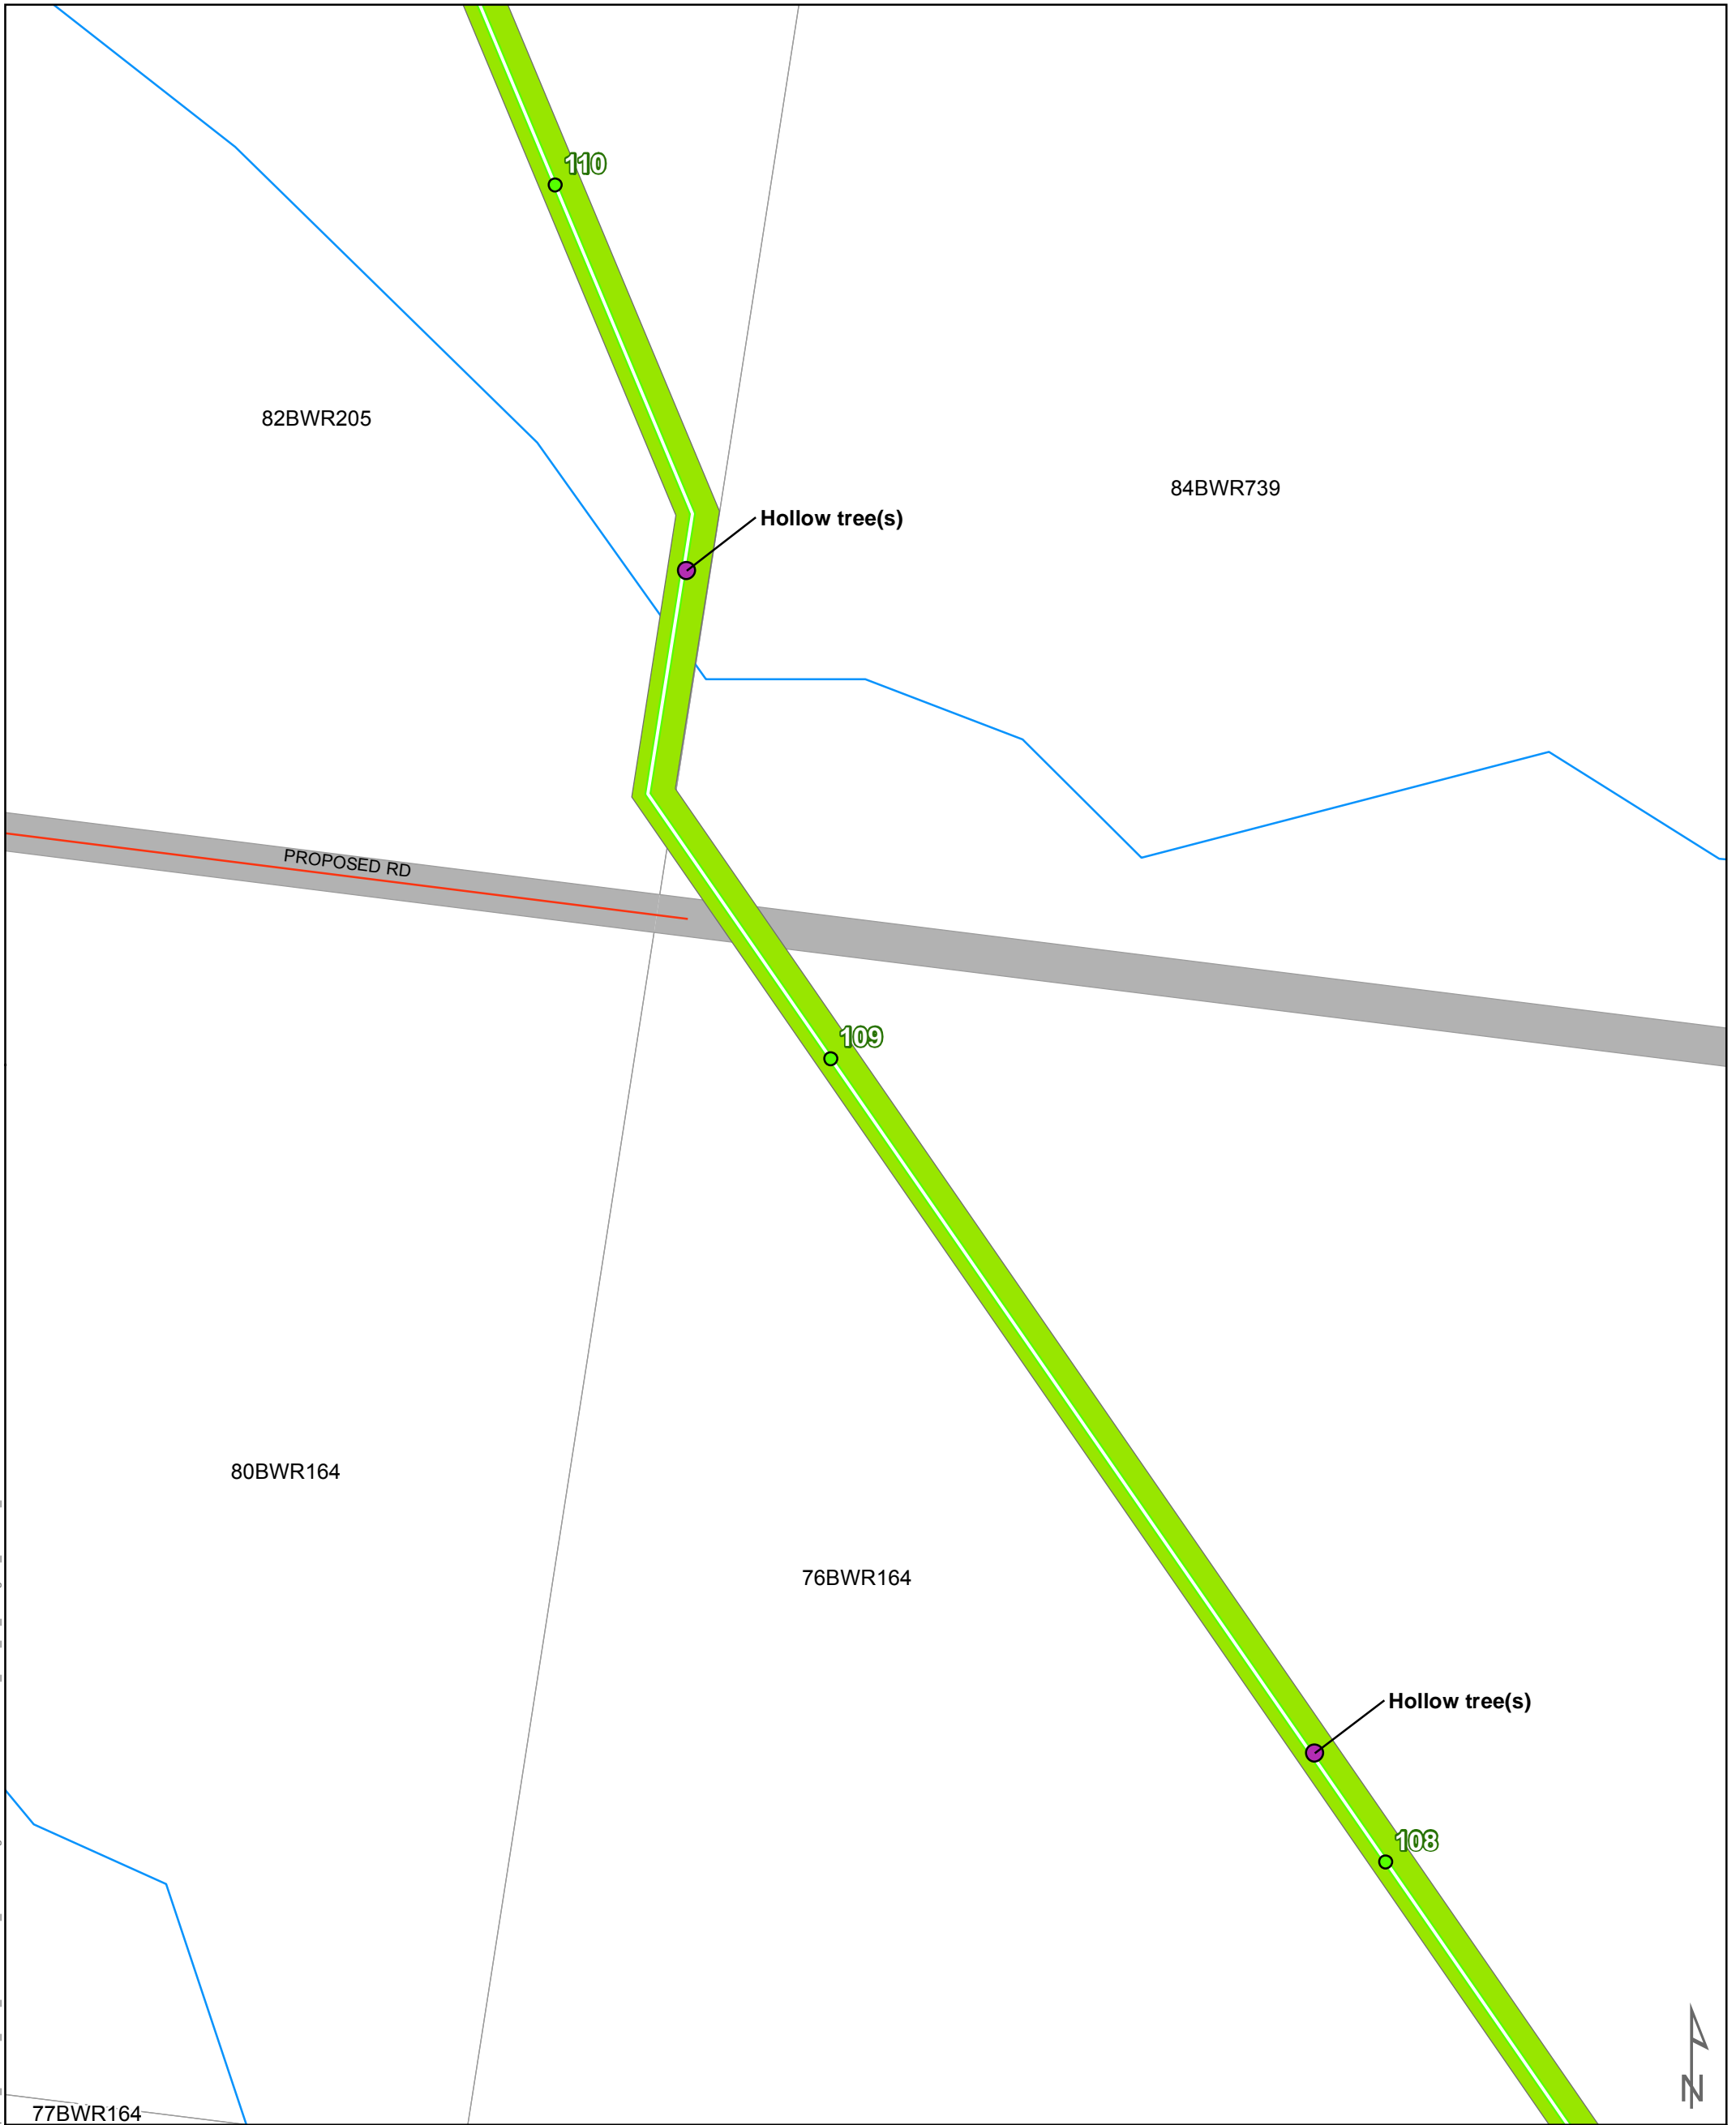 110
82BWR205
84BWR739
Hollow tree(s)
PROPOSED RD
109
80BWR164
76BWR164
Hollow tree(s)
108
N
77BWR164